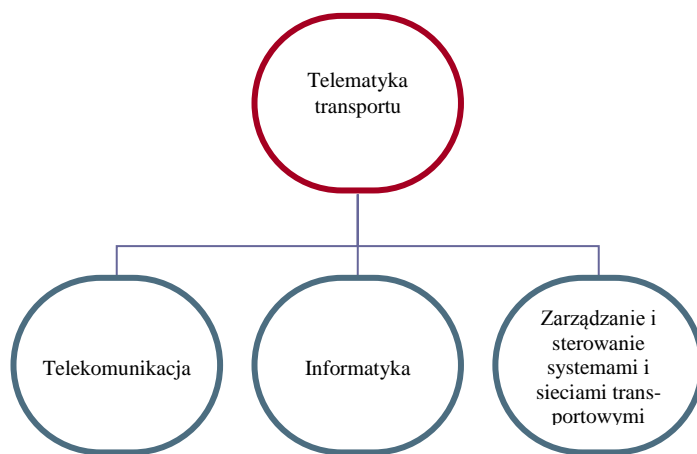 Telematyka
transportu
Telekomunikacja
Informatyka
Zarządzanie i
sterowanie
systemami i
sieciami trans-
portowymi